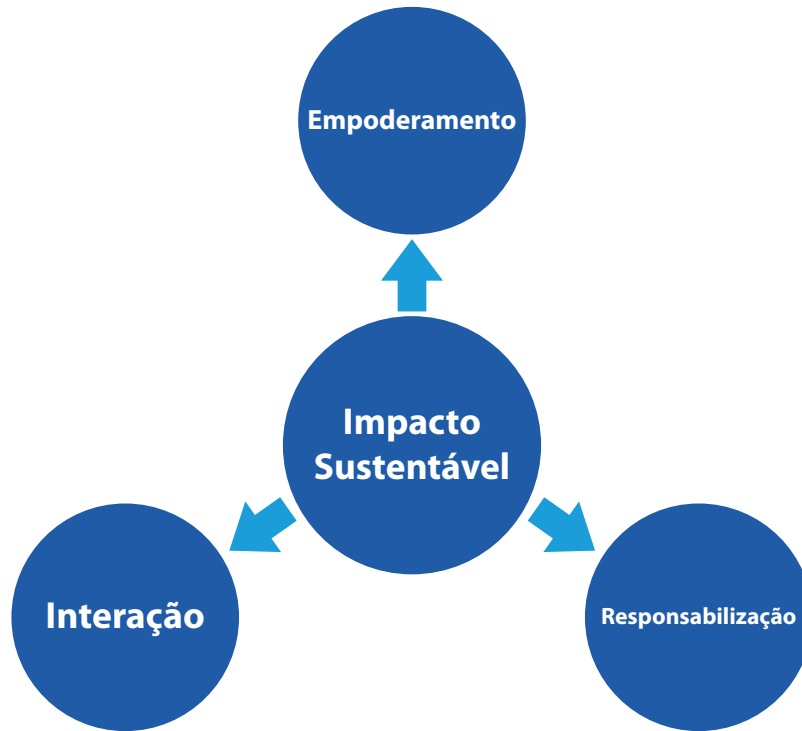 Empoderamento
Impacto
Sustentável
Interação
Responsabilização